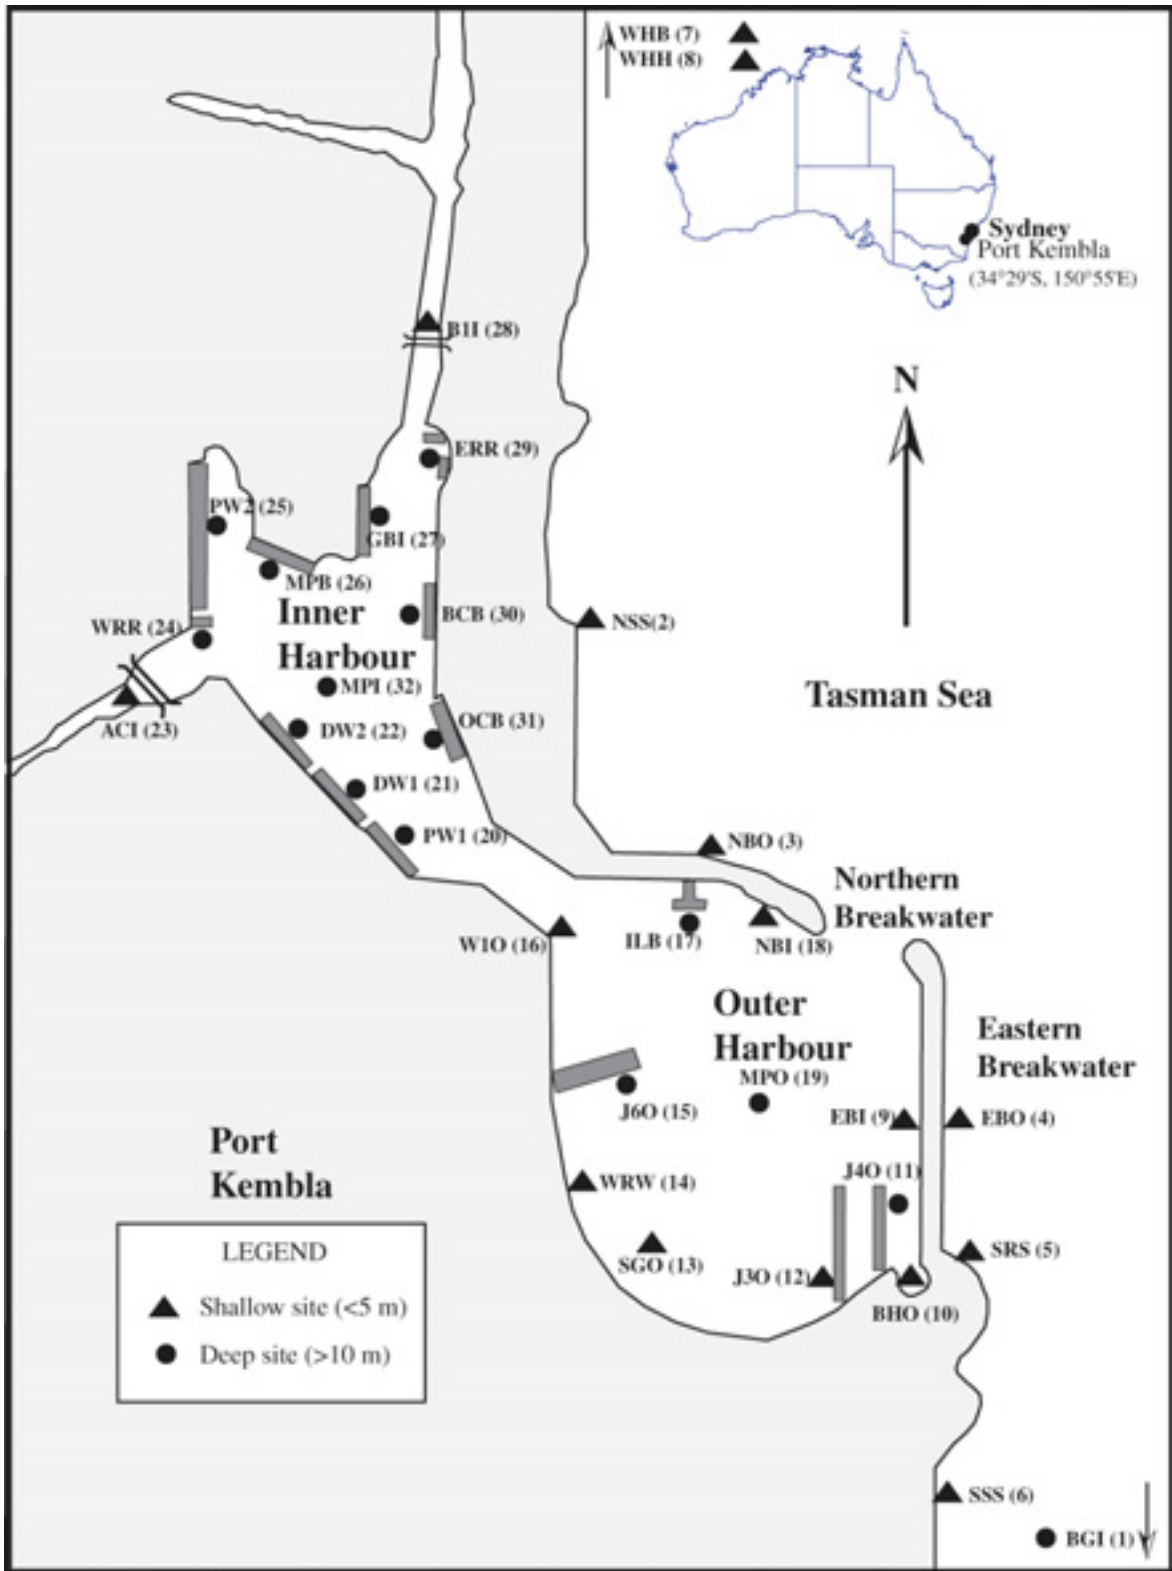 WHB (7)
WHH (8)
Sydney
Port Kembla
(34°29'S, 150°55'E)
B1I (28)
N
ERR (29)
PW2 (25)
GBI (27)
MPB (26)
Inner
Harbour
BCB (30)
NSS(2)
WRR (24)
MPI (32)
Tasman Sea
ACI (23)
DW2 (22)
OCB (31)
DW1 (21)
PW1 (20)
NBO (3)
Northern
Breakwater
W1O (16)
ILB (17)
NBI (18)
Outer
Harbour
Eastern
Breakwater
MPO (19)
J6O (15)
EBI (9)
EBO (4)
Port
Kembla
J4O (11)
WRW (14)
SGO (13)
J3O (12)
SRS (5)
BHO (10)
LEGEND
Shallow site (<5 m)
Deep site (>10 m)
SSS (6)
BGI (1)